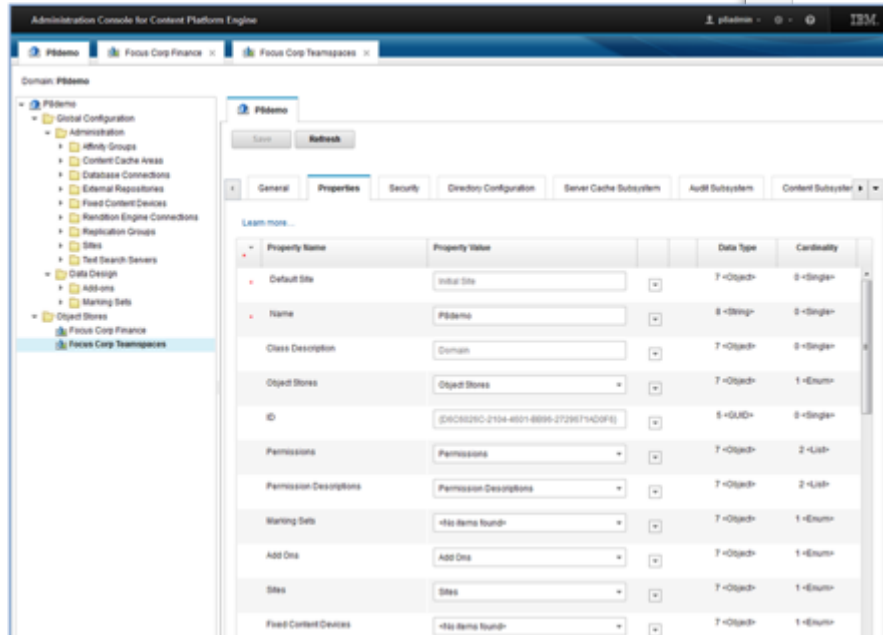 Administration Console for Content Platform Engine p8admin IBM.
P8demo Focus Corp Finance Focus Corp Teamspaces
Domain: P8demo
P8demo
Global Configuration
Administration
Affinity Groups
Content Cache Areas
Database Connections
External Repositories
Fixed Content Devices
Rendition Engine Connections
Replication Groups
Sites
Text Search Servers
Data Design
Add-ons
Marking Sets
Object Stores
Focus Corp Finance
Focus Corp Teamspaces
P8demo
Save Refresh
General Properties Security Directory Configuration Server Cache Subsystem Audit Subsystem Content Subsystem
Learn more...
Property Name Property Value Data Type Cardinality
Default Site Initial Site 7 <Object> 0 <Single>
Name P8demo 8 <String> 0 <Single>
Class Description Domain 7 <Object> 0 <Single>
Object Stores Object Stores 7 <Object> 1 <Enum>
ID 5 <GUID> 0 <Single>
Permissions Permissions 7 <Object> 2 <List>
Permission Descriptions Permission Descriptions 7 <Object> 2 <List>
Marking Sets <No items found> 7 <Object> 1 <Enum>
Add Ons Add Ons 7 <Object> 1 <Enum>
Sites Sites 7 <Object> 1 <Enum>
Fixed Content Devices <No items found> 7 <Object> 1 <Enum>